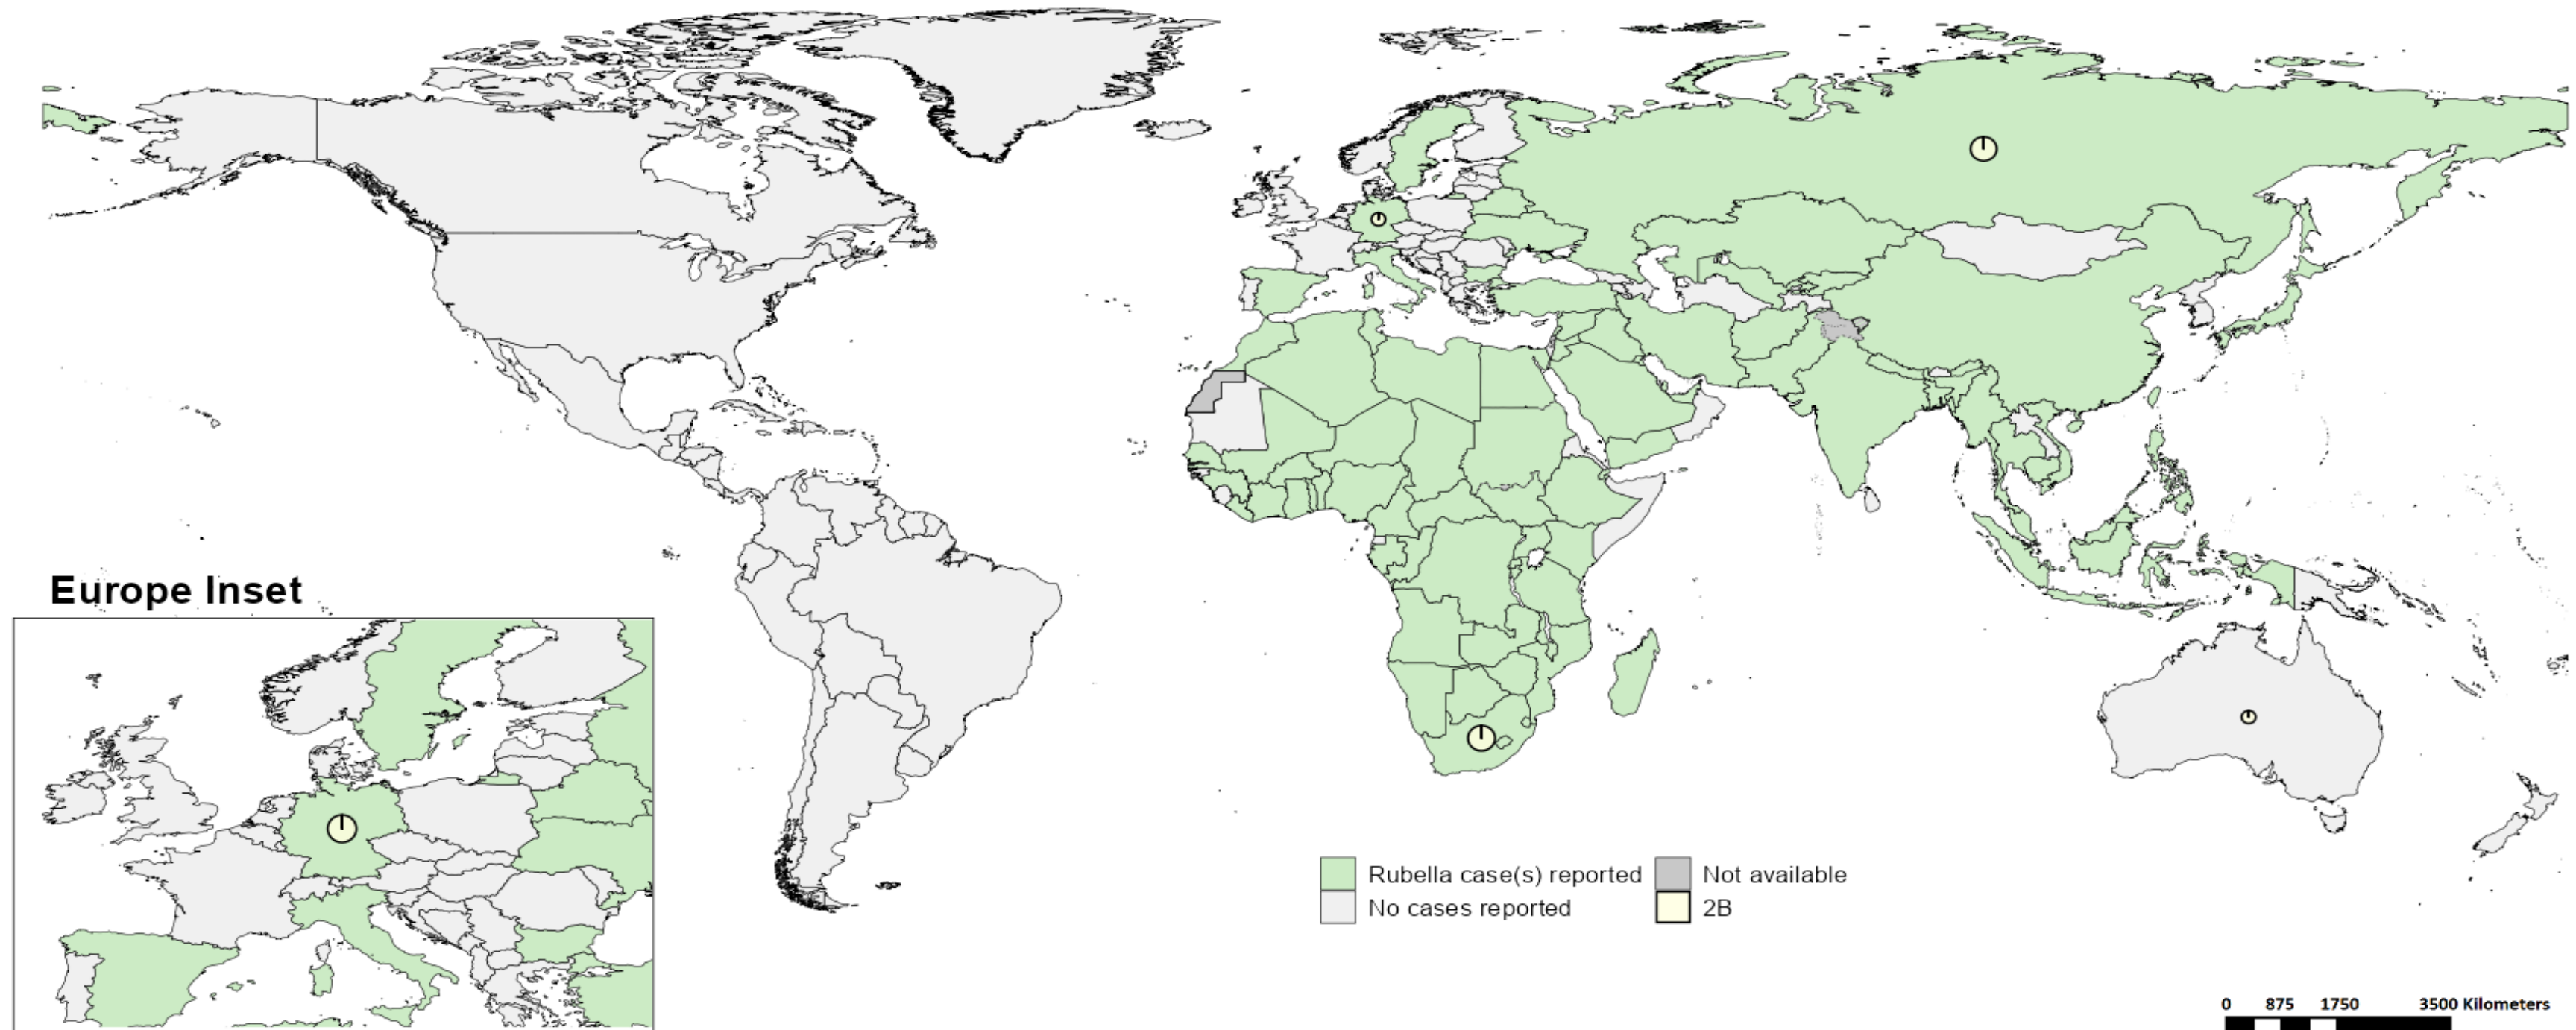 Europe Inset
Rubella case(s) reported
Not available
No cases reported
2B
0 875 1750 3500 Kilometers